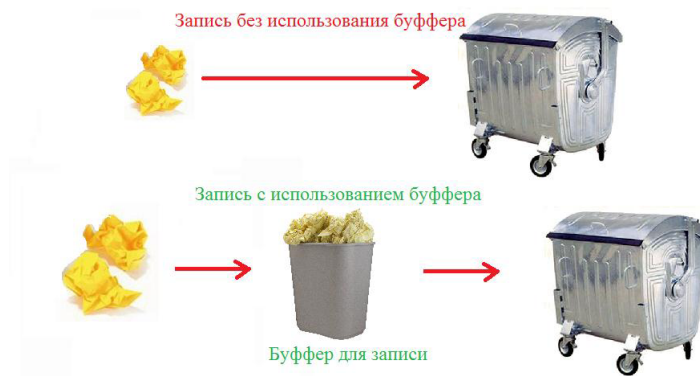 Запись без использования буффера
Запись с использованием буффера
Буффер для записи